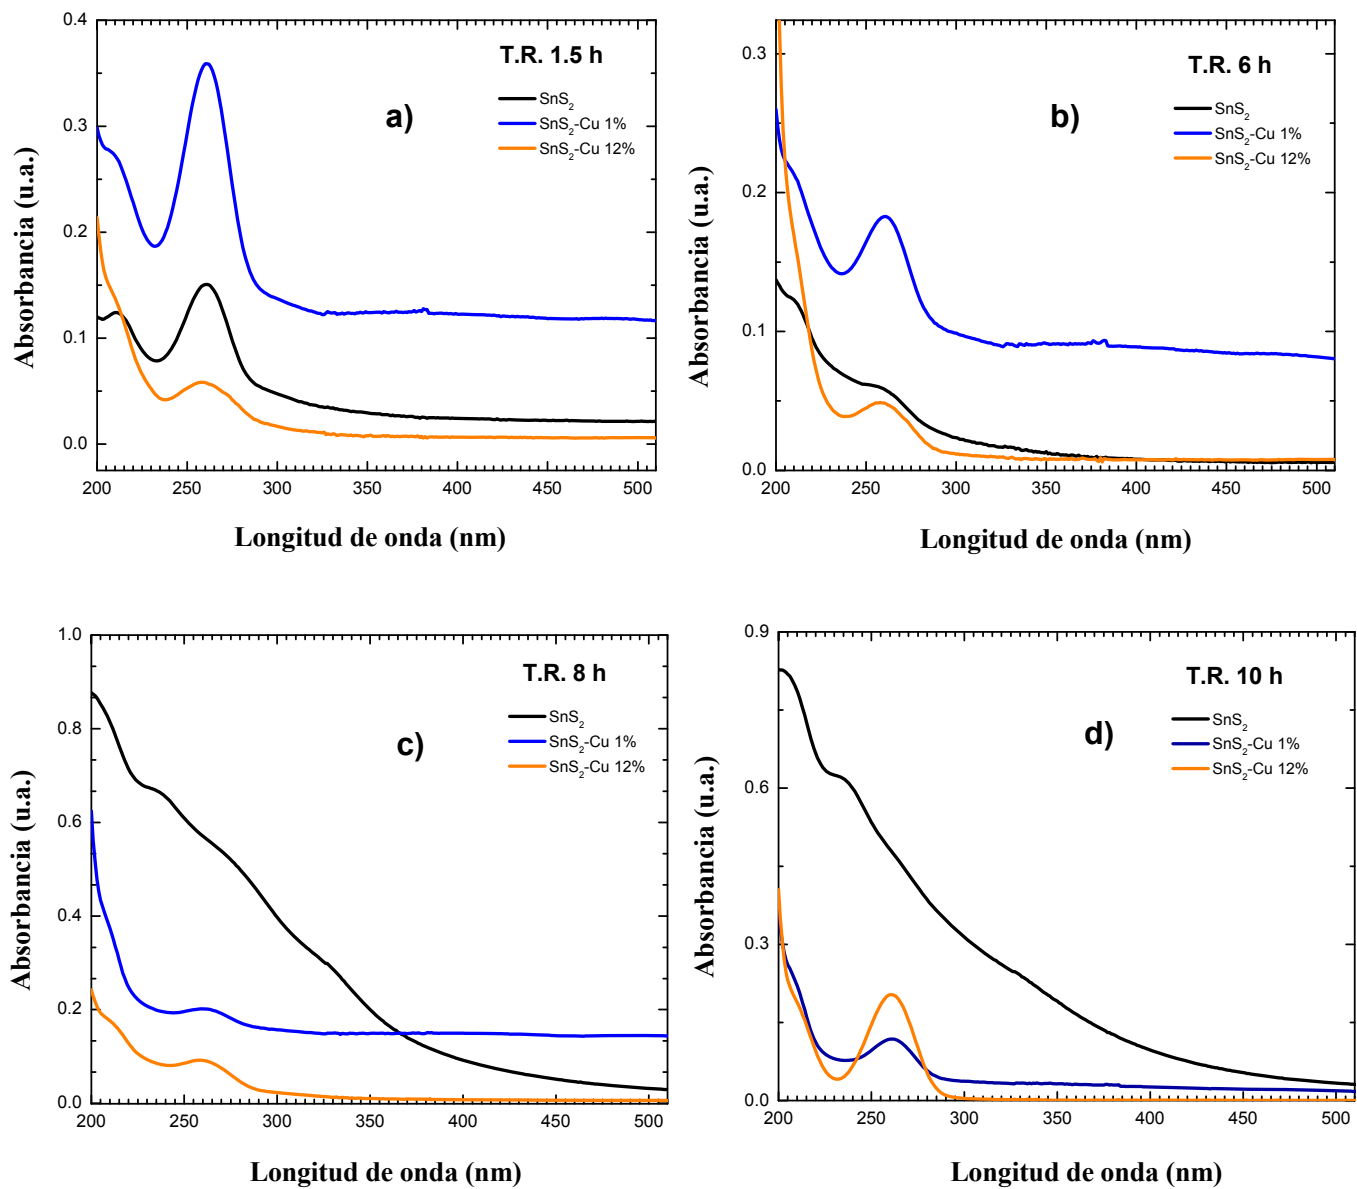 T.R. 1.5 h
a)
SnS₂
SnS₂-Cu 1%
SnS₂-Cu 12%
Absorbancia (u.a.)
0.4
0.3
0.2
0.1
0.0
200 250 300 350 400 450 500
Longitud de onda (nm)
T.R. 6 h
b)
SnS₂
SnS₂-Cu 1%
SnS₂-Cu 12%
Absorbancia (u.a.)
0.3
0.2
0.1
0.0
200 250 300 350 400 450 500
Longitud de onda (nm)
T.R. 8 h
c)
SnS₂
SnS₂-Cu 1%
SnS₂-Cu 12%
Absorbancia (u.a.)
1.0
0.8
0.6
0.4
0.2
0.0
200 250 300 350 400 450 500
Longitud de onda (nm)
T.R. 10 h
d)
SnS₂
SnS₂-Cu 1%
SnS₂-Cu 12%
Absorbancia (u.a.)
0.9
0.6
0.3
0.0
200 250 300 350 400 450 500
Longitud de onda (nm)